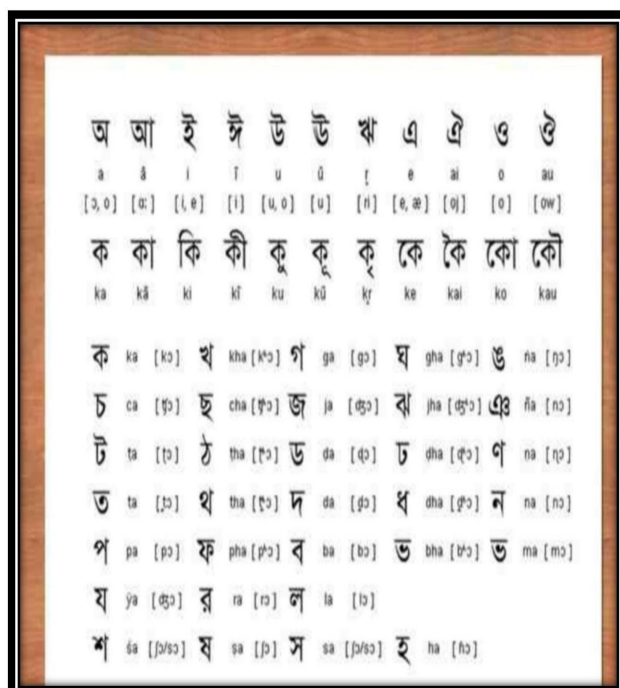 অ আ ই ঈ উ ঊ ঋ এ ঐ ও ঔ
a ā i ī u ū ṛ e ai o au
[ɔ, o] [ɑː] [i, e] [i] [u, o] [u] [ri] [e, æ] [oj] [o] [ow]
ক কা কি কী কু কূ কৃ কে কৈ কো কৌ
ka kā ki kī ku kū kṛ ke kai ko kau
ক ka [kɔ] খ kha [kʰɔ] গ ga [gɔ] ঘ gha [gʱɔ] ঙ ṅa [ŋɔ]
চ ca [ʧɔ] ছ cha [ʧʰɔ] জ ja [ʤɔ] ঝ jha [ʤʱɔ] ঞ ña [nɔ]
ট ṭa [ʈɔ] ঠ ṭha [ʈʰɔ] ড ḍa [ɖɔ] ঢ ḍha [ɖʱɔ] ণ ṇa [ɳɔ]
ত ta [t̪ɔ] থ tha [t̪ʰɔ] দ da [d̪ɔ] ধ dha [d̪ʱɔ] ন na [nɔ]
প pa [pɔ] ফ pha [pʰɔ] ব ba [bɔ] ভ bha [bʱɔ] ভ ma [mɔ]
য ẏa [ʤɔ] র ra [rɔ] ল la [lɔ]
শ śa [ʃɔ/sɔ] ষ ṣa [ʃɔ] স sa [ʃɔ/sɔ] হ ha [ɦɔ]